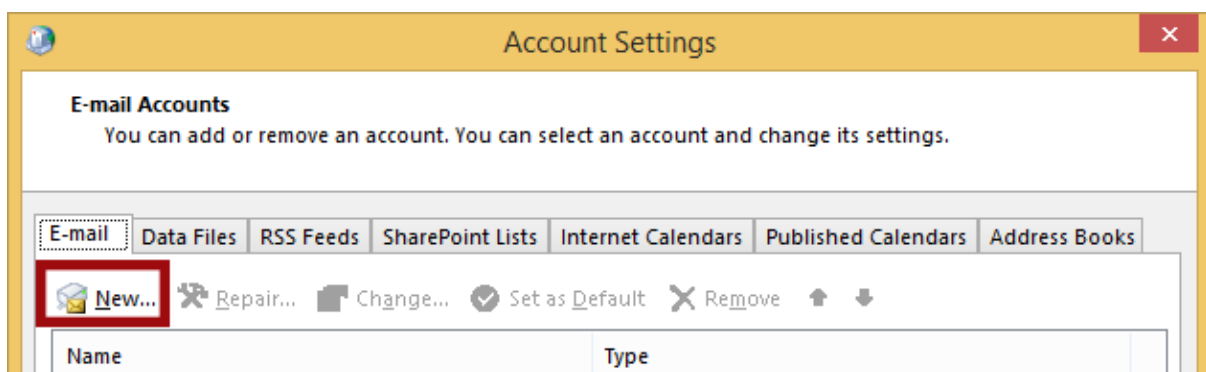 Account Settings
E-mail Accounts
You can add or remove an account. You can select an account and change its settings.
E-mail Data Files RSS Feeds SharePoint Lists Internet Calendars Published Calendars Address Books
New... Repair... Change... Set as Default Remove
Name Type